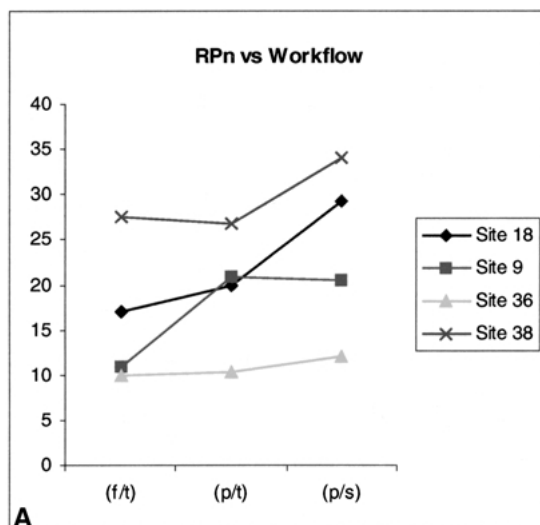 RPn vs Workflow
40
35
30
25
20
15
10
5
0
(f/t) (p/t) (p/s)
Site 18
Site 9
Site 36
Site 38
A